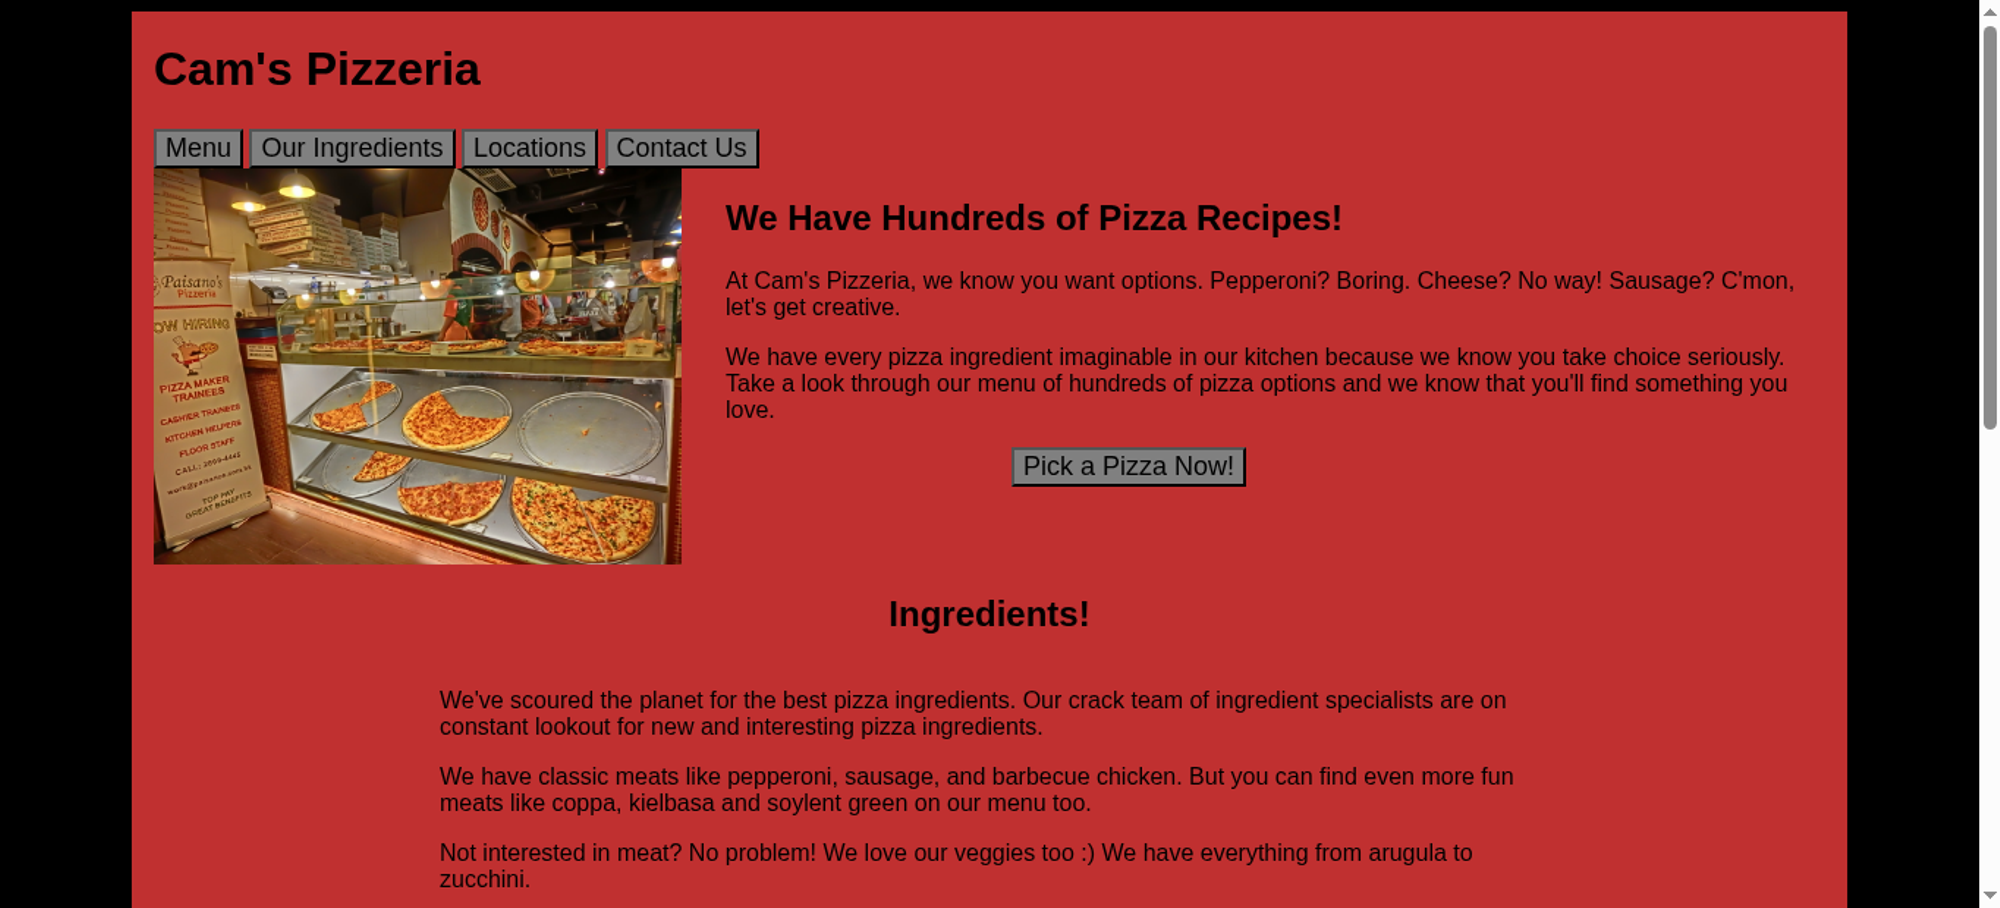 Cam's Pizzeria
Menu Our Ingredients Locations Contact Us
Paisano's
Pizzeria
OW HIRING
PIZZA MAKER
TRAINEES
CASHIER TRAINEES
KITCHEN HELPERS
FLOOR STAFF
CALL: 2869-4445
TOP PAY
GREAT BENEFITS
We Have Hundreds of Pizza Recipes!
At Cam's Pizzeria, we know you want options. Pepperoni? Boring. Cheese? No way! Sausage? C'mon,
let's get creative.
We have every pizza ingredient imaginable in our kitchen because we know you take choice seriously.
Take a look through our menu of hundreds of pizza options and we know that you'll find something you
love.
Pick a Pizza Now!
Ingredients!
We've scoured the planet for the best pizza ingredients. Our crack team of ingredient specialists are on
constant lookout for new and interesting pizza ingredients.
We have classic meats like pepperoni, sausage, and barbecue chicken. But you can find even more fun
meats like coppa, kielbasa and soylent green on our menu too.
Not interested in meat? No problem! We love our veggies too :) We have everything from arugula to
zucchini.